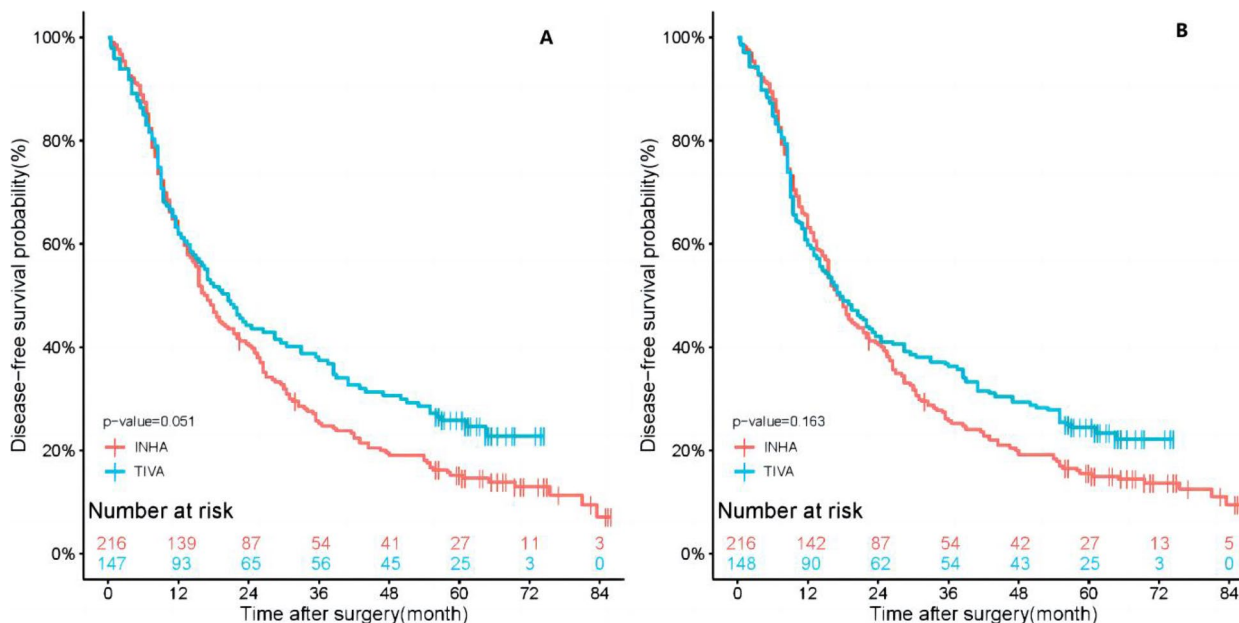 A
100%
80%
60%
40%
20%
0%
Disease-free survival probability(%)
p-value=0.051
INHA
TIVA
Number at risk
216 139 87 54 41 27 11 3
147 93 65 56 45 25 3 0
0 12 24 36 48 60 72 84
Time after surgery(month)
B
100%
80%
60%
40%
20%
0%
Disease-free survival probability(%)
p-value=0.163
INHA
TIVA
Number at risk
216 142 87 54 42 27 13 5
148 90 62 54 43 25 3 0
0 12 24 36 48 60 72 84
Time after surgery(month)